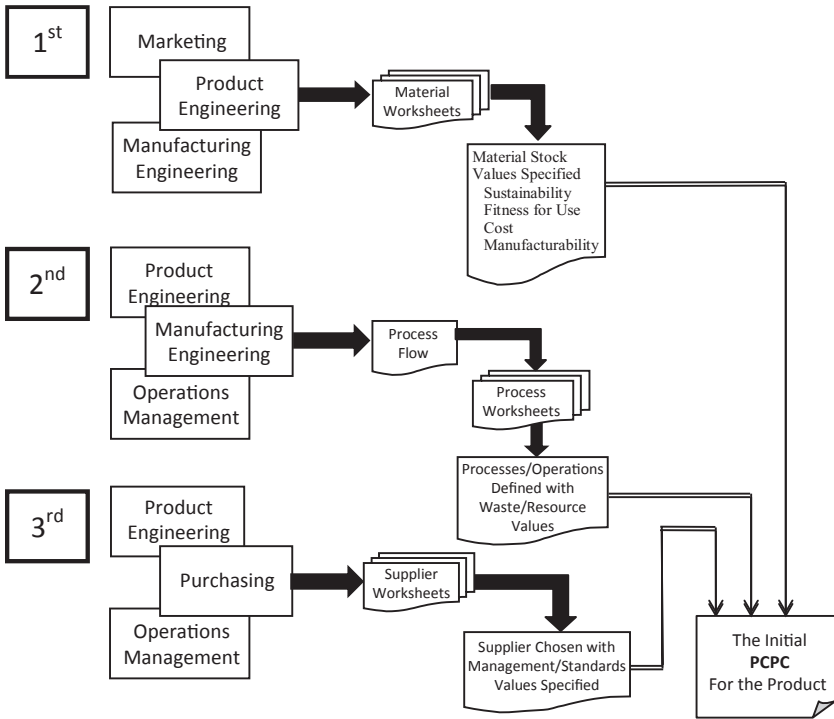 1st
Marketing
Product
Engineering
Manufacturing
Engineering
Material
Worksheets
Material Stock
Values Specified
Sustainability
Fitness for Use
Cost
Manufacturability
2nd
Product
Engineering
Manufacturing
Engineering
Operations
Management
Process
Flow
Process
Worksheets
Processes/Operations
Defined with
Waste/Resource
Values
3rd
Product
Engineering
Purchasing
Operations
Management
Supplier
Worksheets
Supplier Chosen with
Management/Standards
Values Specified
The Initial
PCPC
For the Product